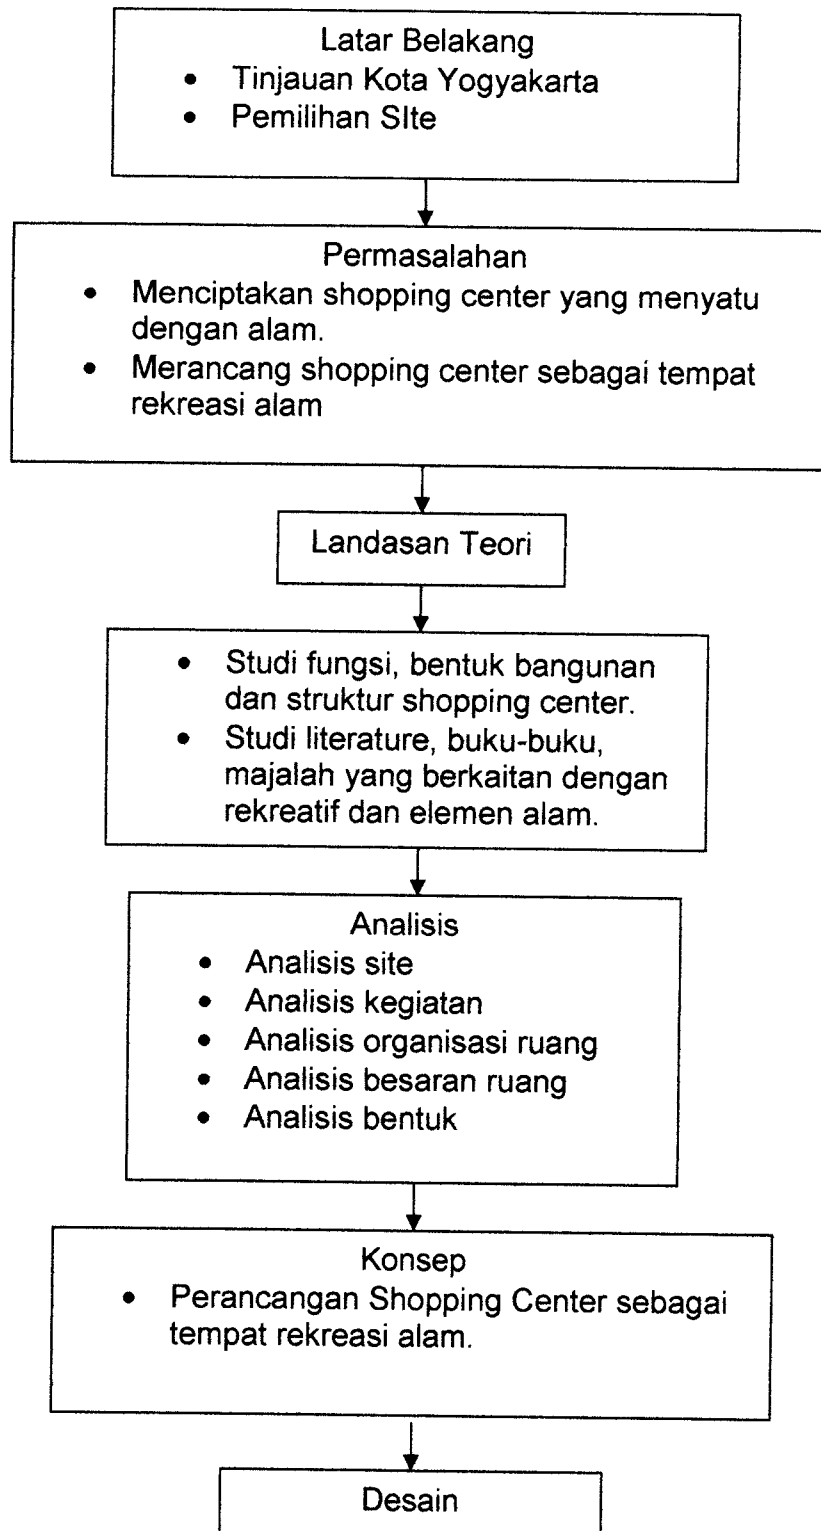 Latar Belakang
• Tinjauan Kota Yogyakarta
• Pemilihan SIte
Permasalahan
• Menciptakan shopping center yang menyatu
dengan alam.
• Merancang shopping center sebagai tempat
rekreasi alam
Landasan Teori
• Studi fungsi, bentuk bangunan
dan struktur shopping center.
• Studi literature, buku-buku,
majalah yang berkaitan dengan
rekreatif dan elemen alam.
Analisis
• Analisis site
• Analisis kegiatan
• Analisis organisasi ruang
• Analisis besaran ruang
• Analisis bentuk
Konsep
• Perancangan Shopping Center sebagai
tempat rekreasi alam.
Desain